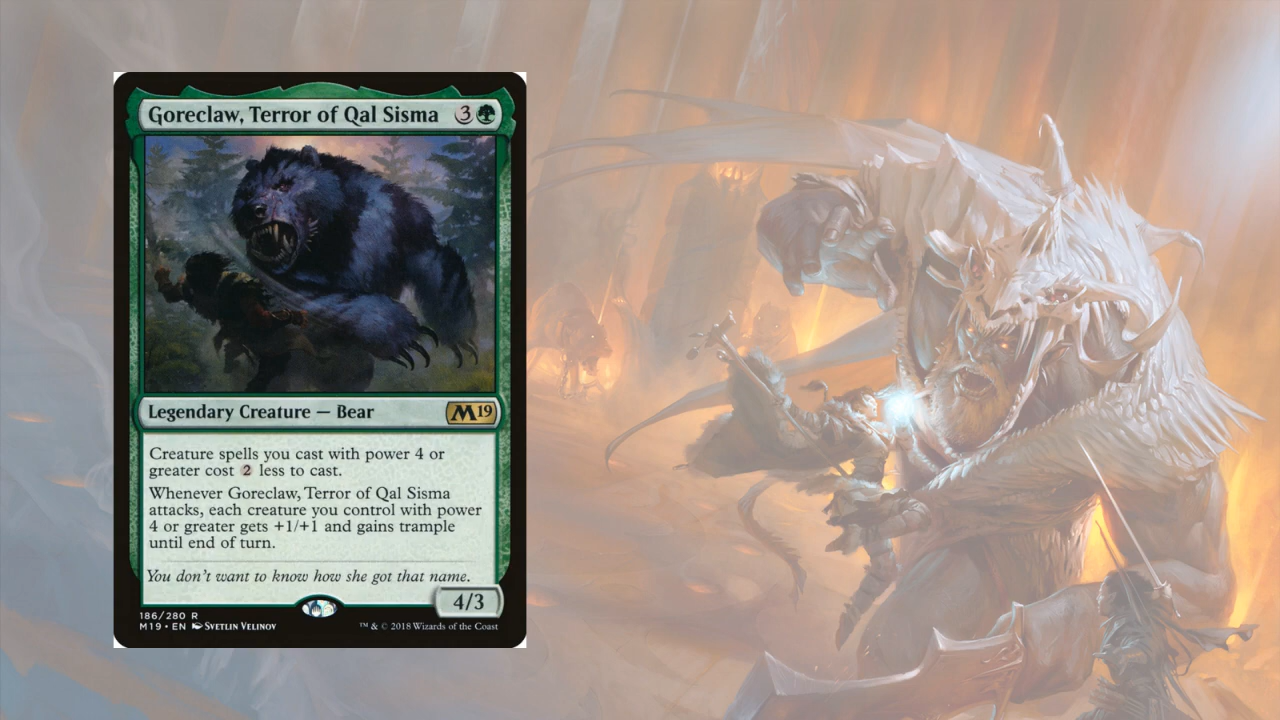 Goreclaw, Terror of Qal Sisma 3
Legendary Creature — Bear M19
Creature spells you cast with power 4 or
greater cost 2 less to cast.
Whenever Goreclaw, Terror of Qal Sisma
attacks, each creature you control with power
4 or greater gets +1/+1 and gains trample
until end of turn.
You don't want to know how she got that name.
4/3
186/280 R
M19 • EN Svetlin Velinov
™ & © 2018 Wizards of the Coast